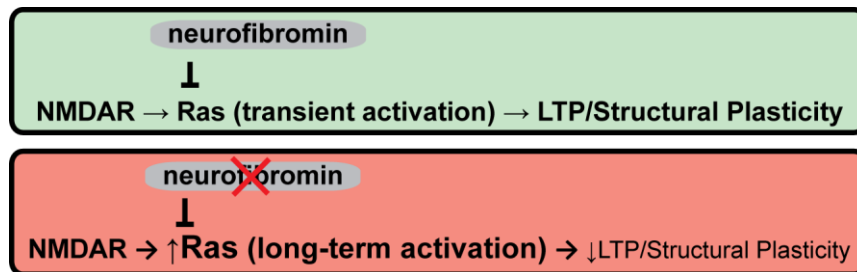 neurofibromin
NMDAR → Ras (transient activation) → LTP/Structural Plasticity
neurofibromin
NMDAR → ↑Ras (long-term activation) → ↓LTP/Structural Plasticity